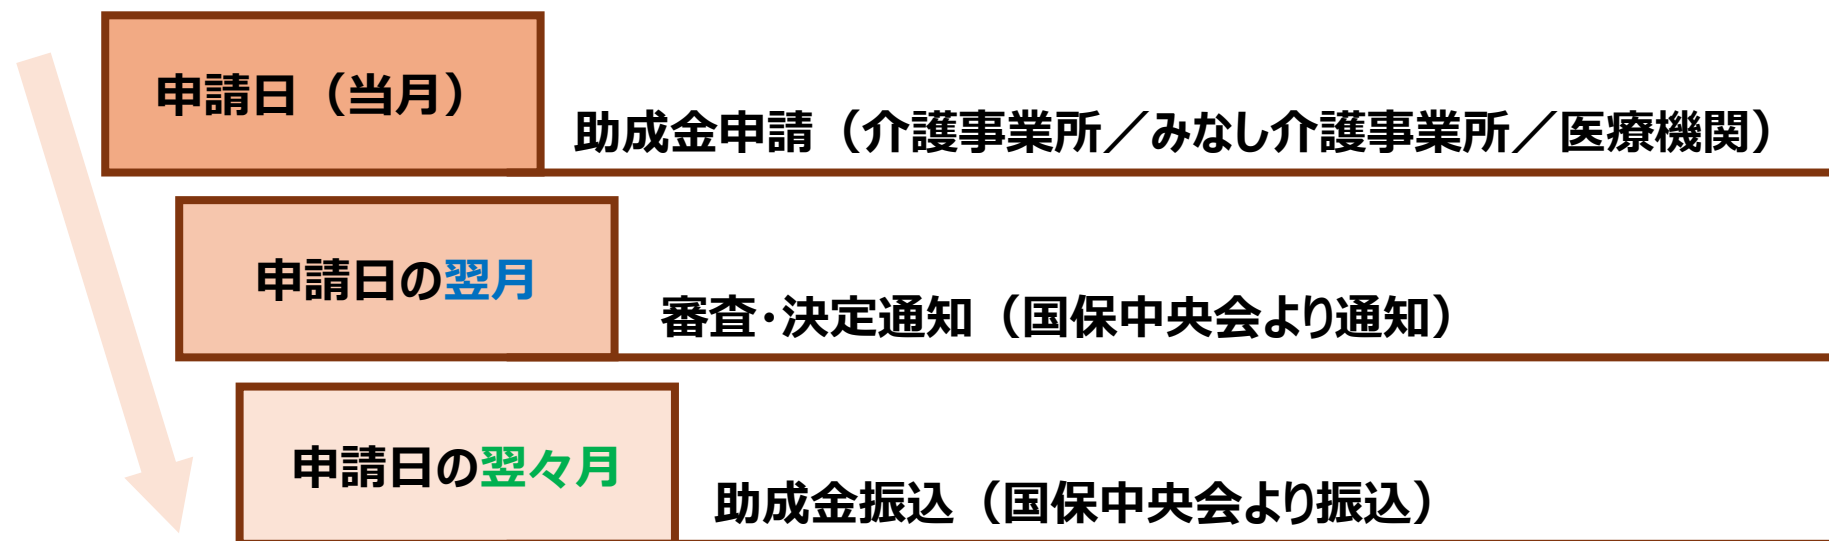 申請日（当月）
助成金申請（介護事業所／みなし介護事業所／医療機関）
申請日の翌月
審査・決定通知（国保中央会より通知）
申請日の翌々月
助成金振込（国保中央会より振込）